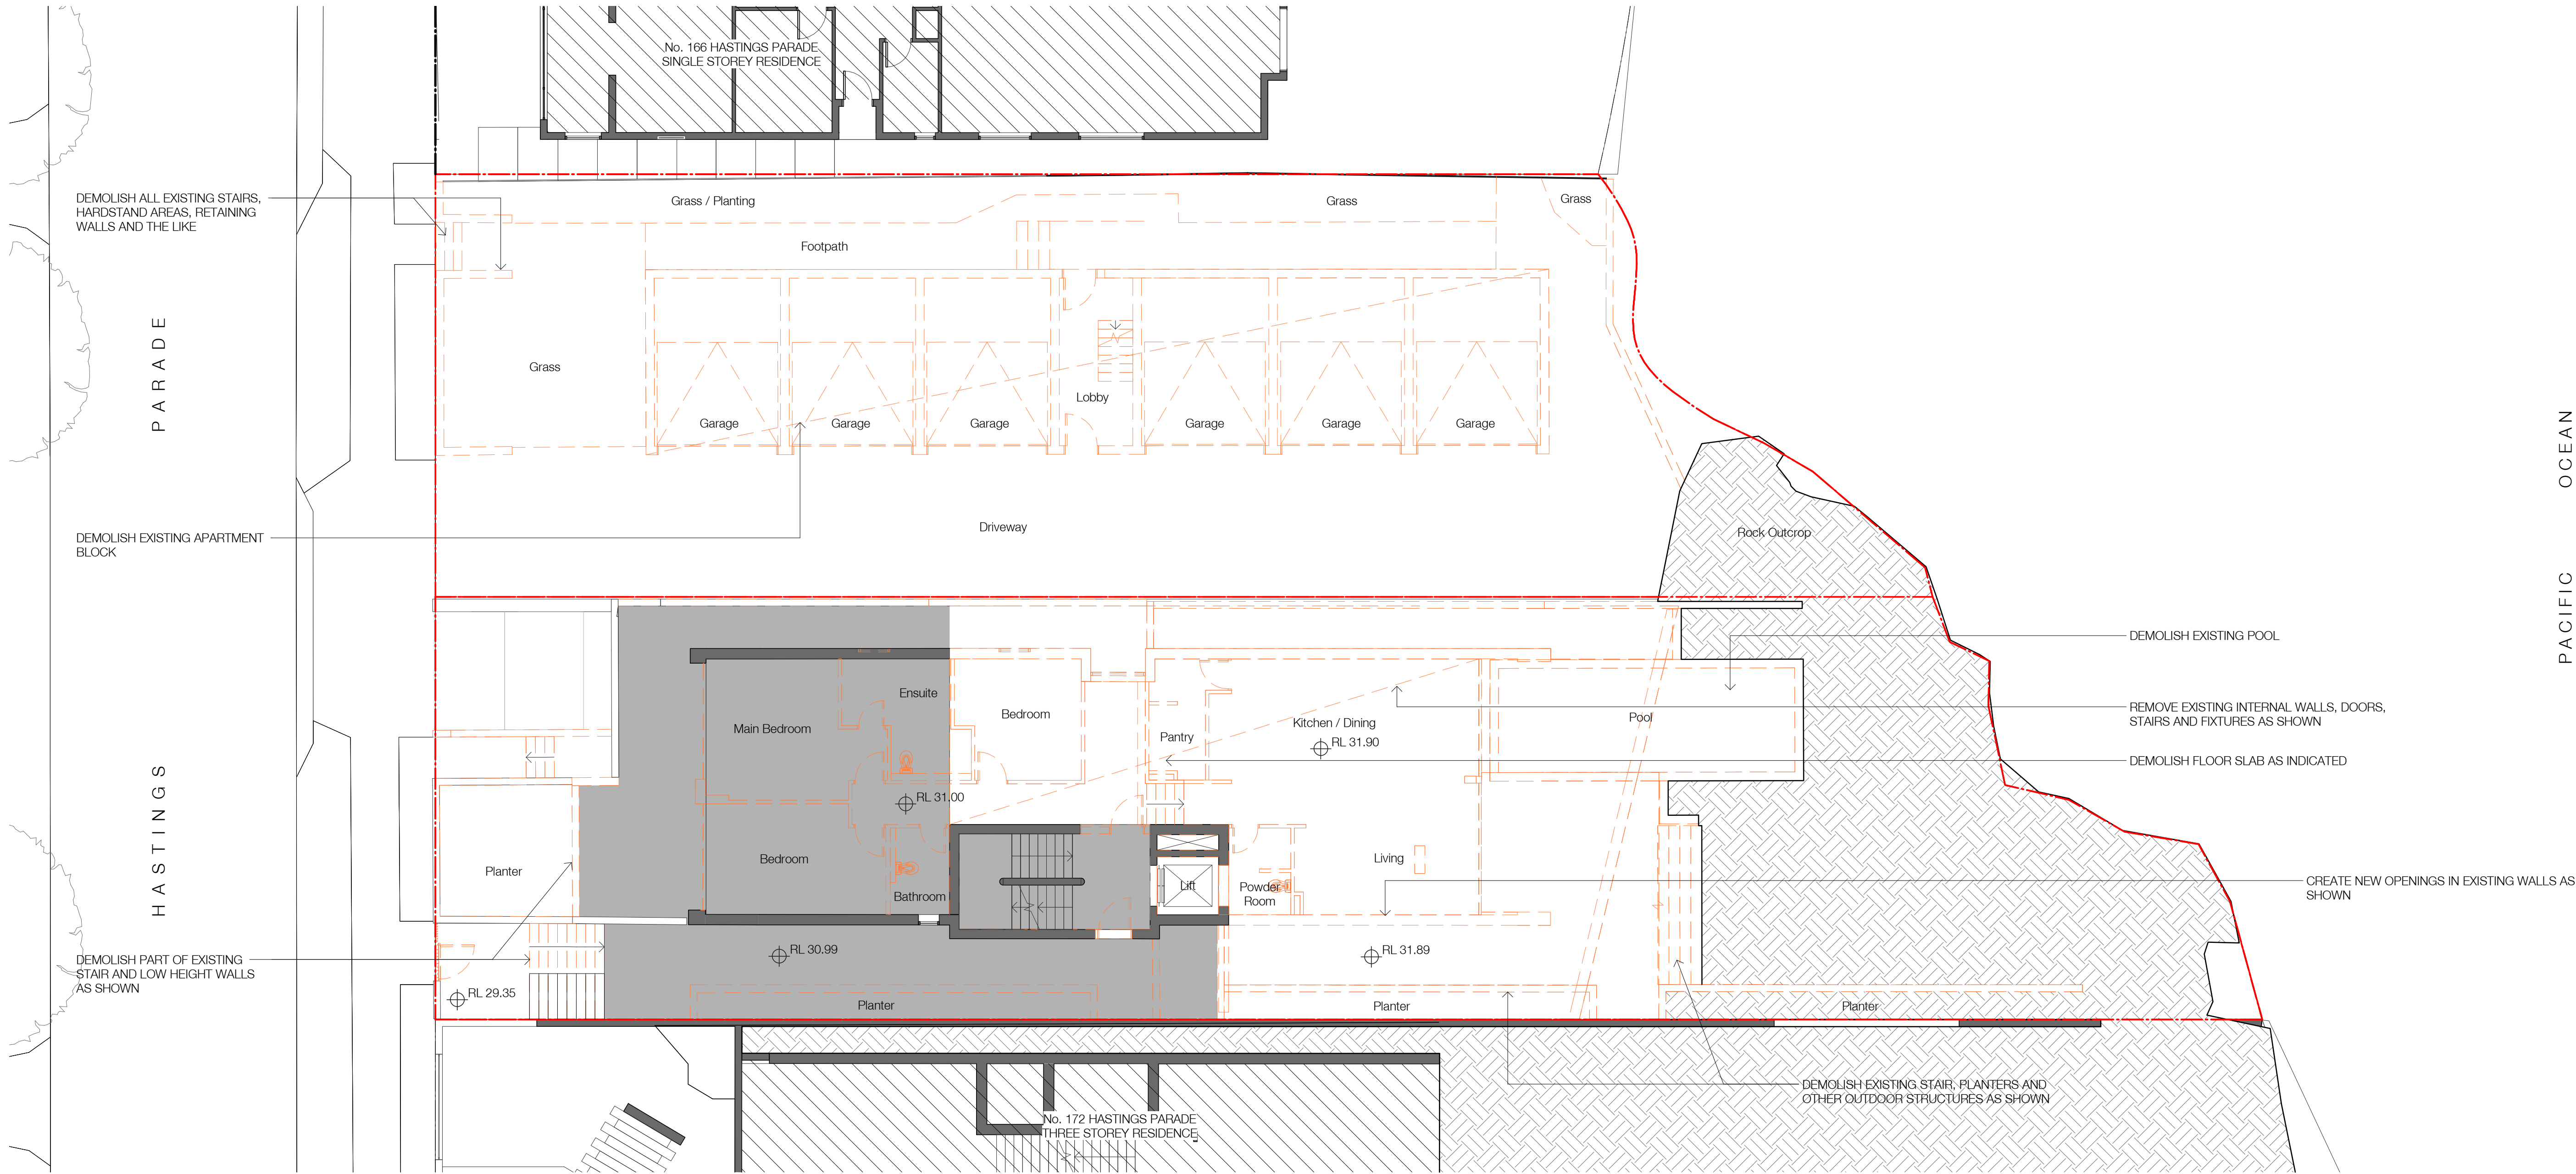 No. 166 HASTINGS PARADE
SINGLE STOREY RESIDENCE
DEMOLISH ALL EXISTING STAIRS,
HARDSTAND AREAS, RETAINING
WALLS AND THE LIKE
Grass / Planting
Grass
Grass
Footpath
PARADE
Grass
Lobby
Garage
Garage
Garage
Garage
Garage
Garage
PACIFIC OCEAN
DEMOLISH EXISTING APARTMENT
BLOCK
Driveway
Rock Outcrop
DEMOLISH EXISTING POOL
REMOVE EXISTING INTERNAL WALLS, DOORS,
STAIRS AND FIXTURES AS SHOWN
DEMOLISH FLOOR SLAB AS INDICATED
HASTINGS
Main Bedroom
Ensuite
Bedroom
Pantry
Kitchen / Dining
RL 31.90
Pool
RL 31.00
Planter
Bedroom
Bathroom
Lift
Powder
Room
Living
CREATE NEW OPENINGS IN EXISTING WALLS AS
SHOWN
DEMOLISH PART OF EXISTING
STAIR AND LOW HEIGHT WALLS
AS SHOWN
RL 30.99
RL 31.89
RL 29.35
Planter
Planter
Planter
DEMOLISH EXISTING STAIR, PLANTERS AND
OTHER OUTDOOR STRUCTURES AS SHOWN
No. 172 HASTINGS PARADE
THREE STOREY RESIDENCE